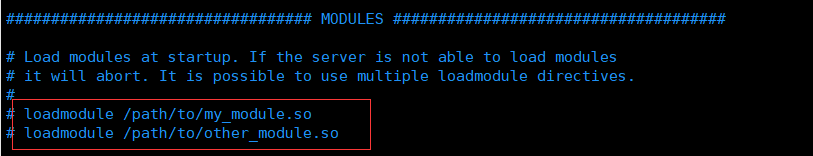 ################################## MODULES #####################################
# Load modules at startup. If the server is not able to load modules
# it will abort. It is possible to use multiple loadmodule directives.
#
# loadmodule /path/to/my_module.so
# loadmodule /path/to/other_module.so